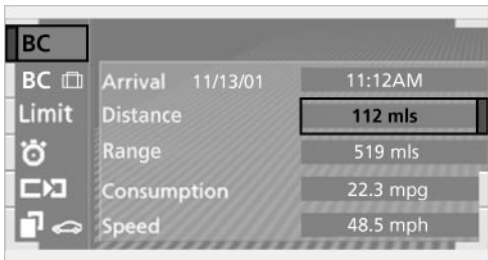 BC
BC Arrival 11/13/01 11:12AM
Limit Distance 112 mls
Range 519 mls
Consumption 22.3 mpg
Speed 48.5 mph